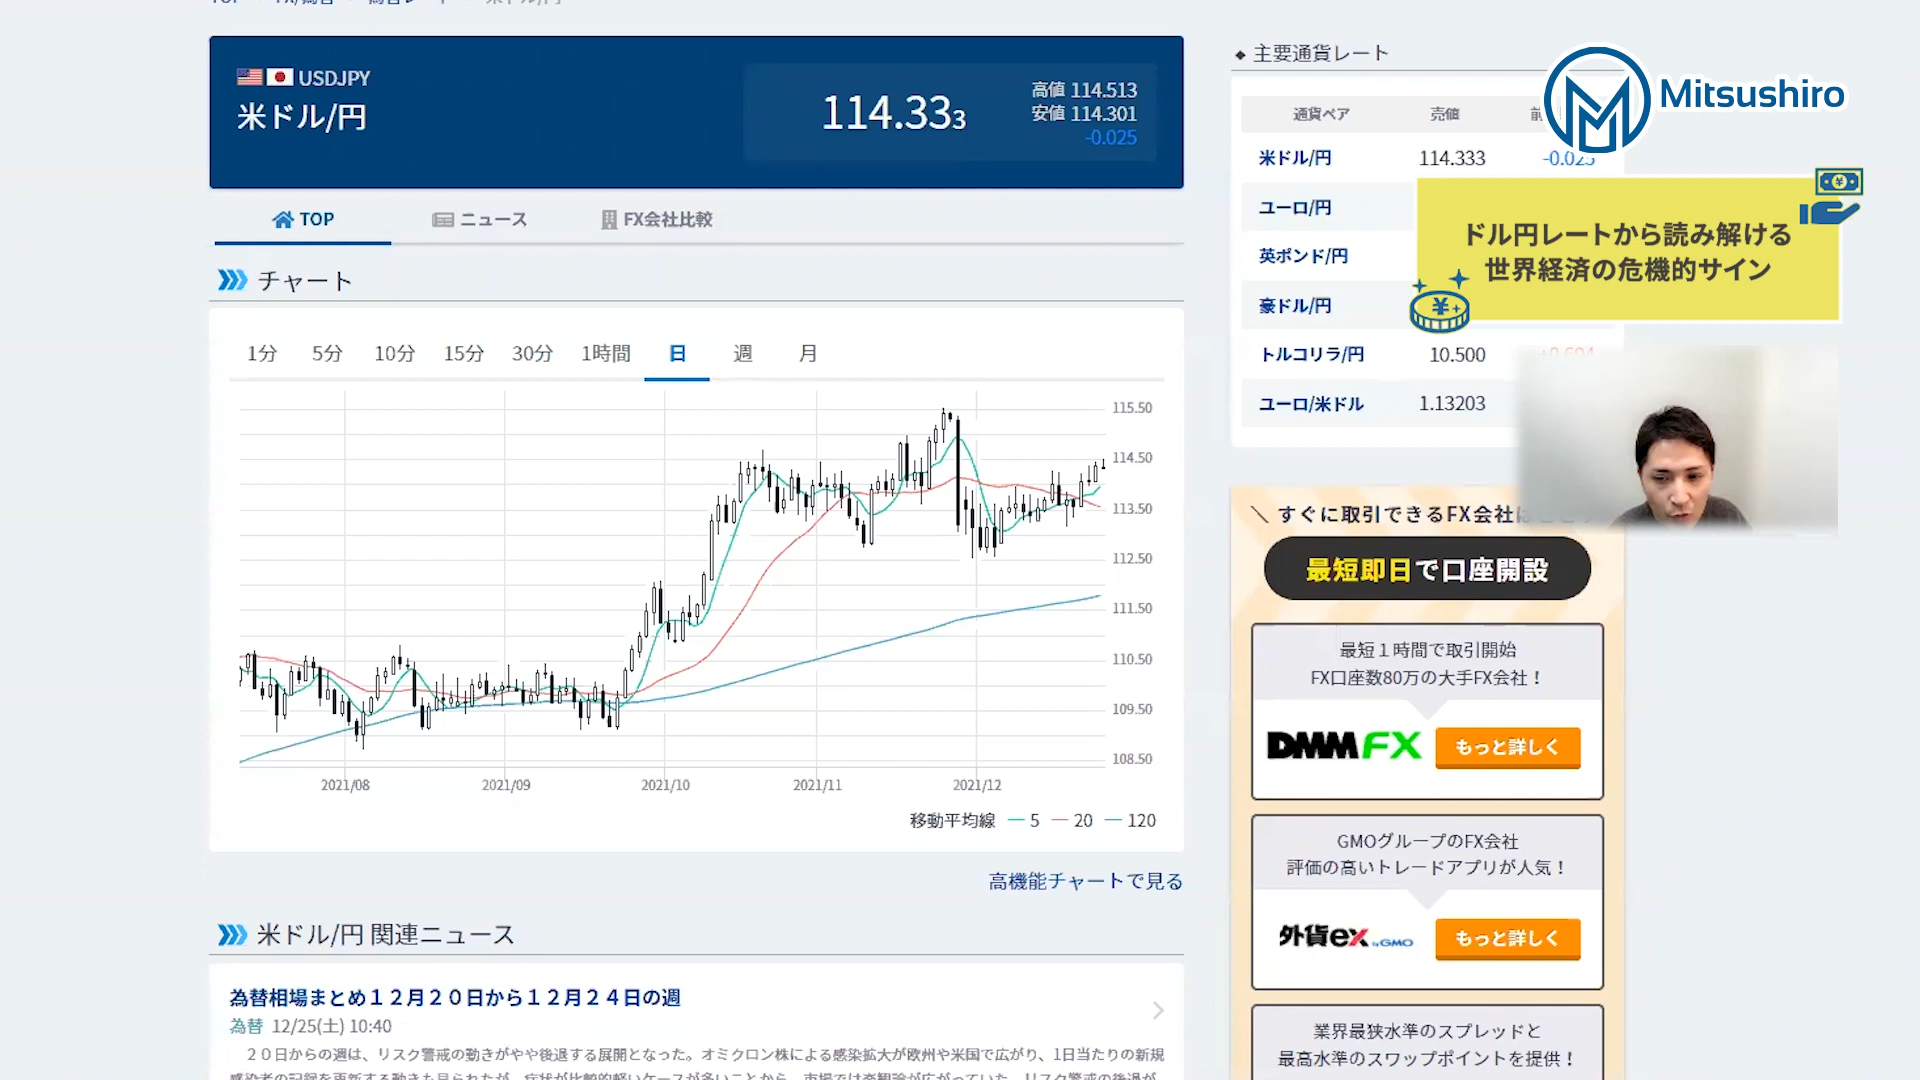 USDJPY
米ドル/円
114.333
高値 114.513
安値 114.301
-0.025
TOP
ニュース
FX会社比較
チャート
1分 5分 10分 15分 30分 1時間 日 週 月
115.50
114.50
113.50
112.50
111.50
110.50
109.50
108.50
2021/08 2021/09 2021/10 2021/11 2021/12
移動平均線 5 20 120
高機能チャートで見る
米ドル/円 関連ニュース
為替相場まとめ12月20日から12月24日の週
為替 12/25(土) 10:40
20日からの週は、リスク警戒の動きがやや後退する展開となった。オミクロン株による感染拡大が欧州や米国で広がり、1日当たりの新規
主要通貨レート
通貨ペア 売値 前
米ドル/円 114.333 -0.025
ユーロ/円
英ポンド/円
豪ドル/円
トルコリラ/円 10.500
ユーロ/米ドル 1.13203
Mitsushiro
ドル円レートから読み解ける
世界経済の危機的サイン
すぐに取引できるFX会社は
最短即日で口座開設
最短1時間で取引開始
FX口座数80万の大手FX会社！
DMM FX
もっと詳しく
GMOグループのFX会社
評価の高いトレードアプリが人気！
外貨ex byGMO
もっと詳しく
業界最狭水準のスプレッドと
最高水準のスワップポイントを提供！